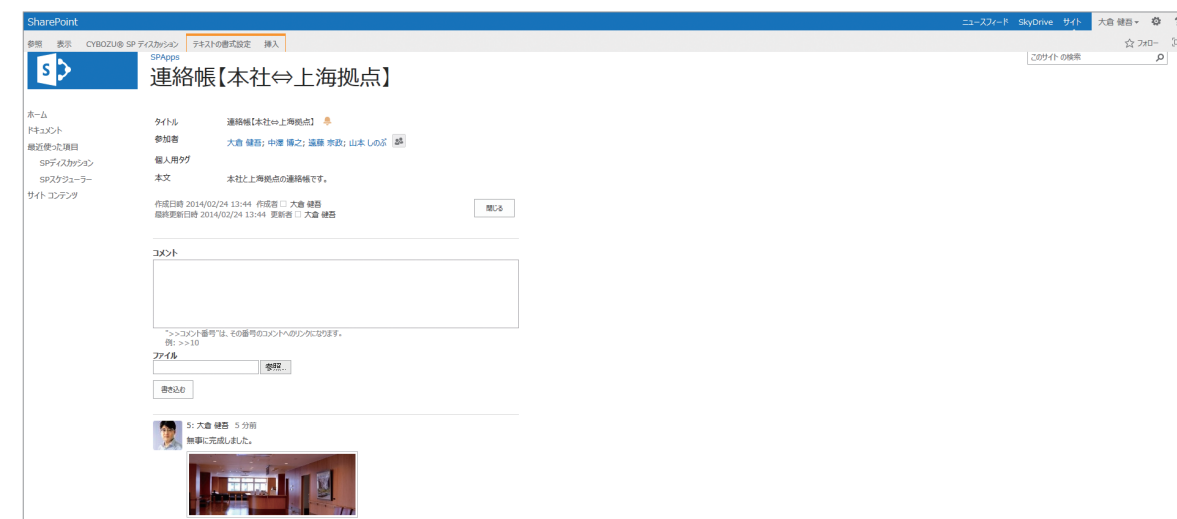 SharePoint
ニュースフィード SkyDrive サイト 大倉 健吾
参照 表示 CYBOZU® SP ディスカッション テキストの書式設定 挿入
フォロー
SPApps
このサイト の検索
連絡帳【本社⇔上海拠点】
ホーム
ドキュメント
最近使った項目
SPディスカッション
SPスケジューラー
サイト コンテンツ
タイトル 連絡帳【本社⇔上海拠点】
参加者 大倉 健吾; 中澤 博之; 遠藤 宗政; 山本 しのぶ
個人用タグ
本文 本社と上海拠点の連絡帳です。
作成日時 2014/02/24 13:44 作成者 大倉 健吾
最終更新日時 2014/02/24 13:44 更新者 大倉 健吾
閉じる
コメント
">>コメント番号"は、その番号のコメントへのリンクになります。
例: >>10
ファイル
参照...
書き込む
5: 大倉 健吾 5 分前
無事に完成しました。